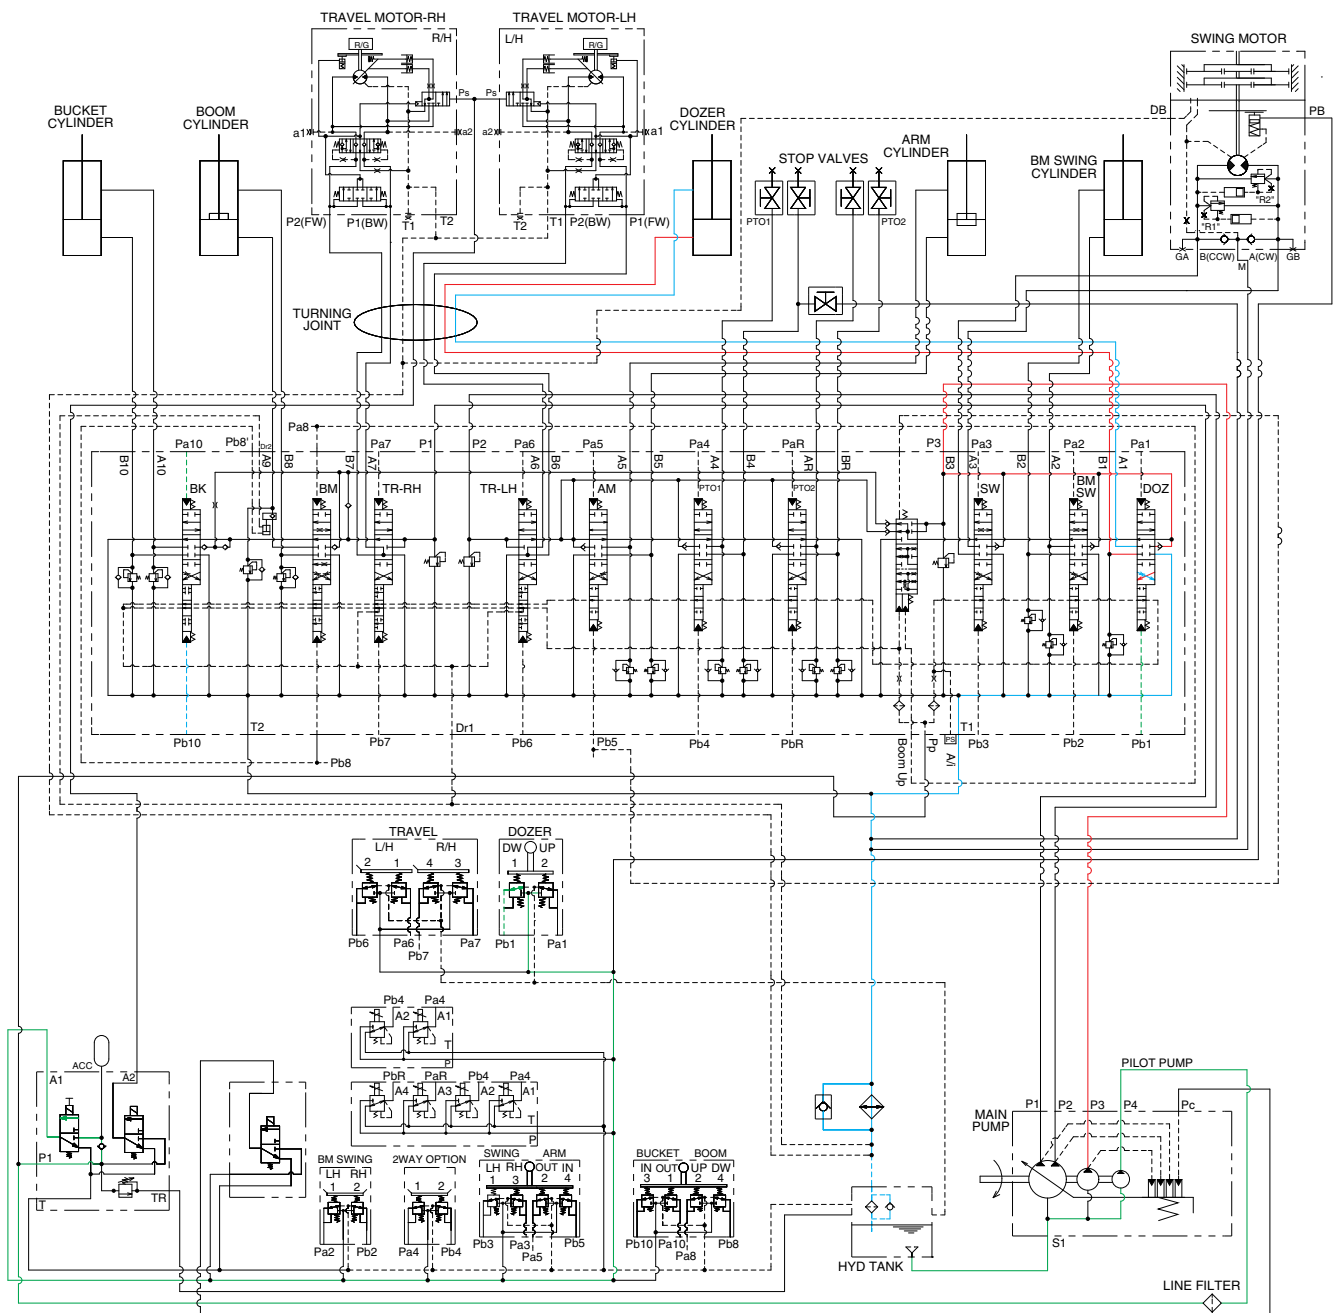 TRAVEL MOTOR-RH
TRAVEL MOTOR-LH
SWING MOTOR
R/H
L/H
R/G
R/G
BUCKET
CYLINDER
BOOM
CYLINDER
DOZER
CYLINDER
ARM
CYLINDER
STOP VALVES
BM SWING
CYLINDER
DB
PB
Ps
Ps
a1
a2
a2
a1
PTO1
PTO2
"R2"
"R1"
P2(FW)
P1(BW)
T1
T2
T2
T1
P2(BW)
P1(FW)
GA
B(CCW)
M
A(CW)
GB
TURNING
JOINT
B10
A10
Pa10
Pb8'
Dr2
A9
B8
Pa8
B7
A7
Pa7
P1
P2
Pa6
A6
B6
Pa5
A5
B5
Pa4
A4
B4
PaR
AR
BR
P3
B3
Pa3
A3
B2
Pa2
A2
B1
A1
Pa1
BK
BM
TR-RH
TR-LH
AM
PTO1
PTO2
SW
BM
SW
DOZ
Pb10
T2
Pb8
Pb7
Dr1
Pb6
Pb5
Pb4
PbR
Boom Up
Pp
PS
A/i
T1
Pb3
Pb2
Pb1
TRAVEL
L/H R/H
2 1 4 3
Pb6 Pa6 Pb7 Pa7
DOZER
DW UP
1 2
Pb1 Pa1
Pb4 Pa4
A2 A1
T
P
PbR PaR Pb4 Pa4
A4 A3 A2 A1
T
P
ACC
A1
A2
P1
T
TR
BM SWING
LH RH
1 2
Pa2 Pb2
2WAY OPTION
1 2
Pa4 Pb4
SWING ARM
LH RH OUT IN
1 3 2 4
Pb3 Pa3 Pa5 Pb5
BUCKET BOOM
IN OUT UP DW
3 1 2 4
Pb10 Pa10 Pa8 Pb8
HYD TANK
PILOT PUMP
MAIN
PUMP
P1 P2 P3 P4 Pc
S1
LINE FILTER